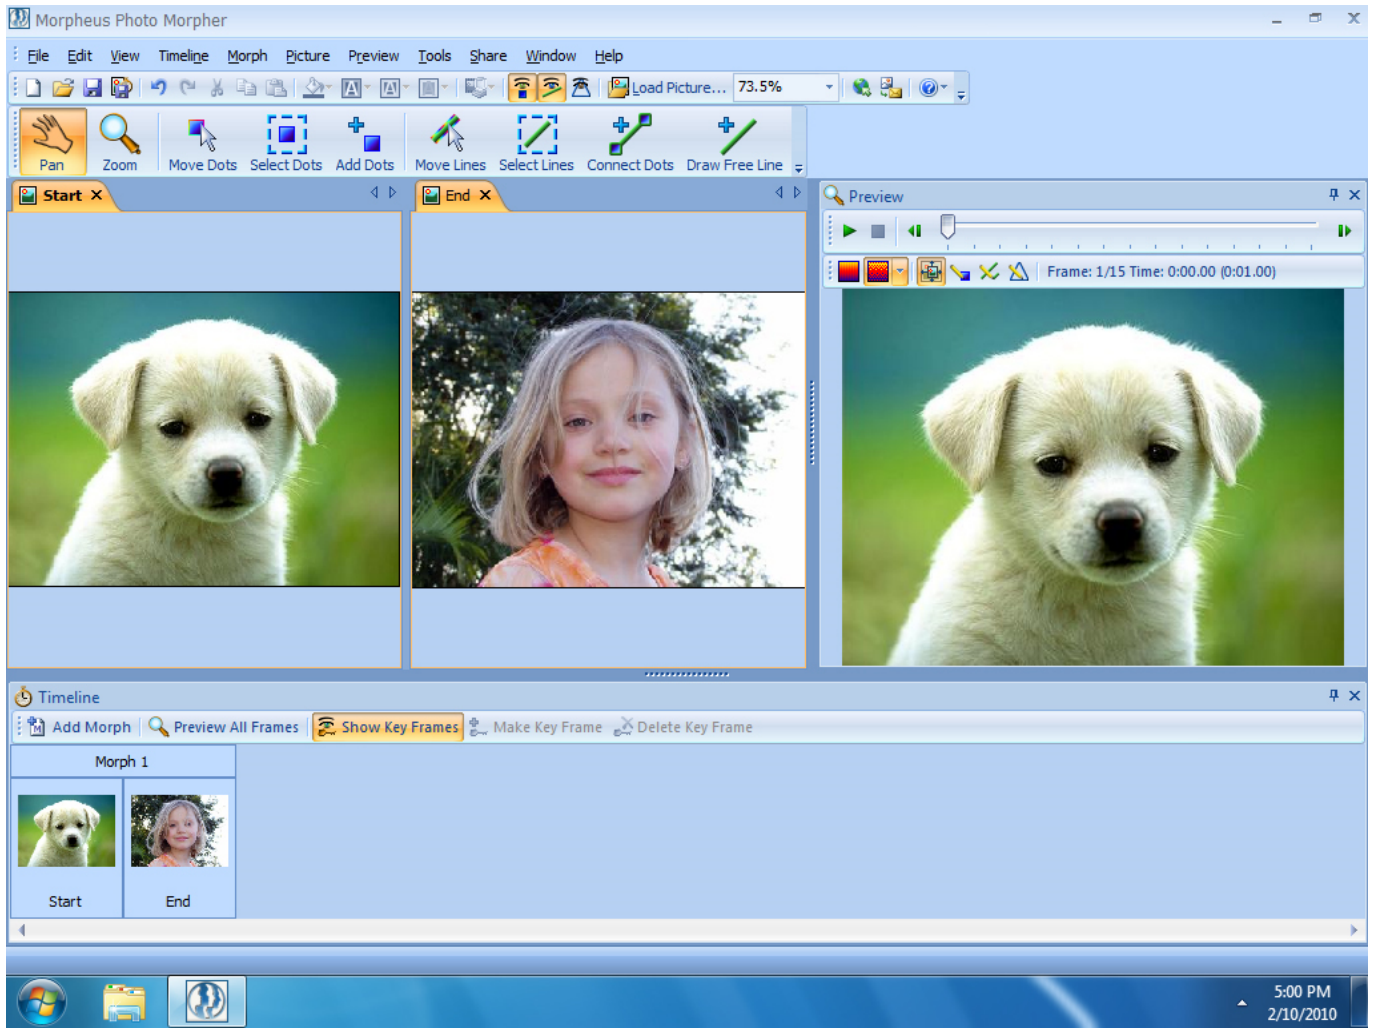 Morpheus Photo Morpher
File Edit View Timeline Morph Picture Preview Tools Share Window Help
Load Picture... 73.5%
Pan Zoom Move Dots Select Dots Add Dots Move Lines Select Lines Connect Dots Draw Free Line
Start End Preview
Frame: 1/15 Time: 0:00.00 (0:01.00)
Timeline
Add Morph Preview All Frames Show Key Frames Make Key Frame Delete Key Frame
Morph 1
Start End
5:00 PM
2/10/2010